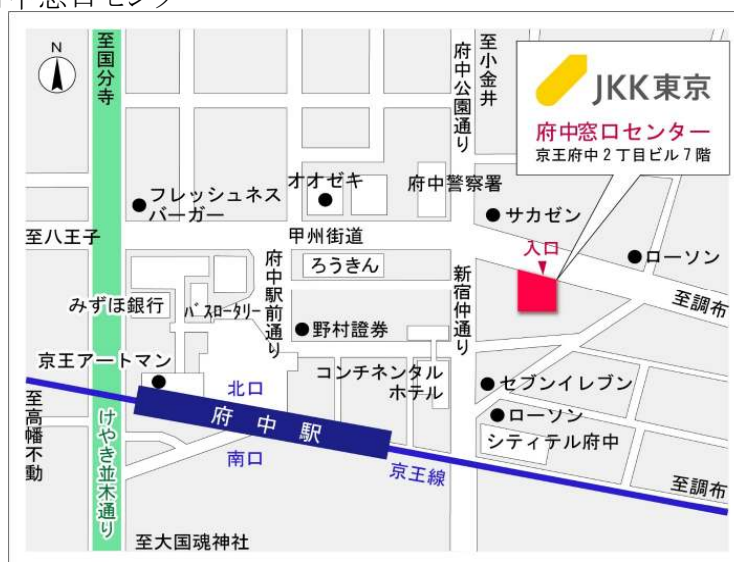 府中窓口センター
N
至国分寺
府中公園通り
至小金井
JKK東京
府中窓口センター
京王府中2丁目ビル7階
フレッシュネス
バーガー
オオゼキ
府中警察署
サカゼン
至八王子
甲州街道
入口
ローソン
ろうきん
府中駅前通り
新宿仲通り
至調布
みずほ銀行
バスロータリー
野村證券
京王アートマン
コンチネンタル
ホテル
セブンイレブン
北口
ローソン
シティテル府中
府中駅
至高幡不動
けやき並木通り
南口
京王線
至調布
至大国魂神社